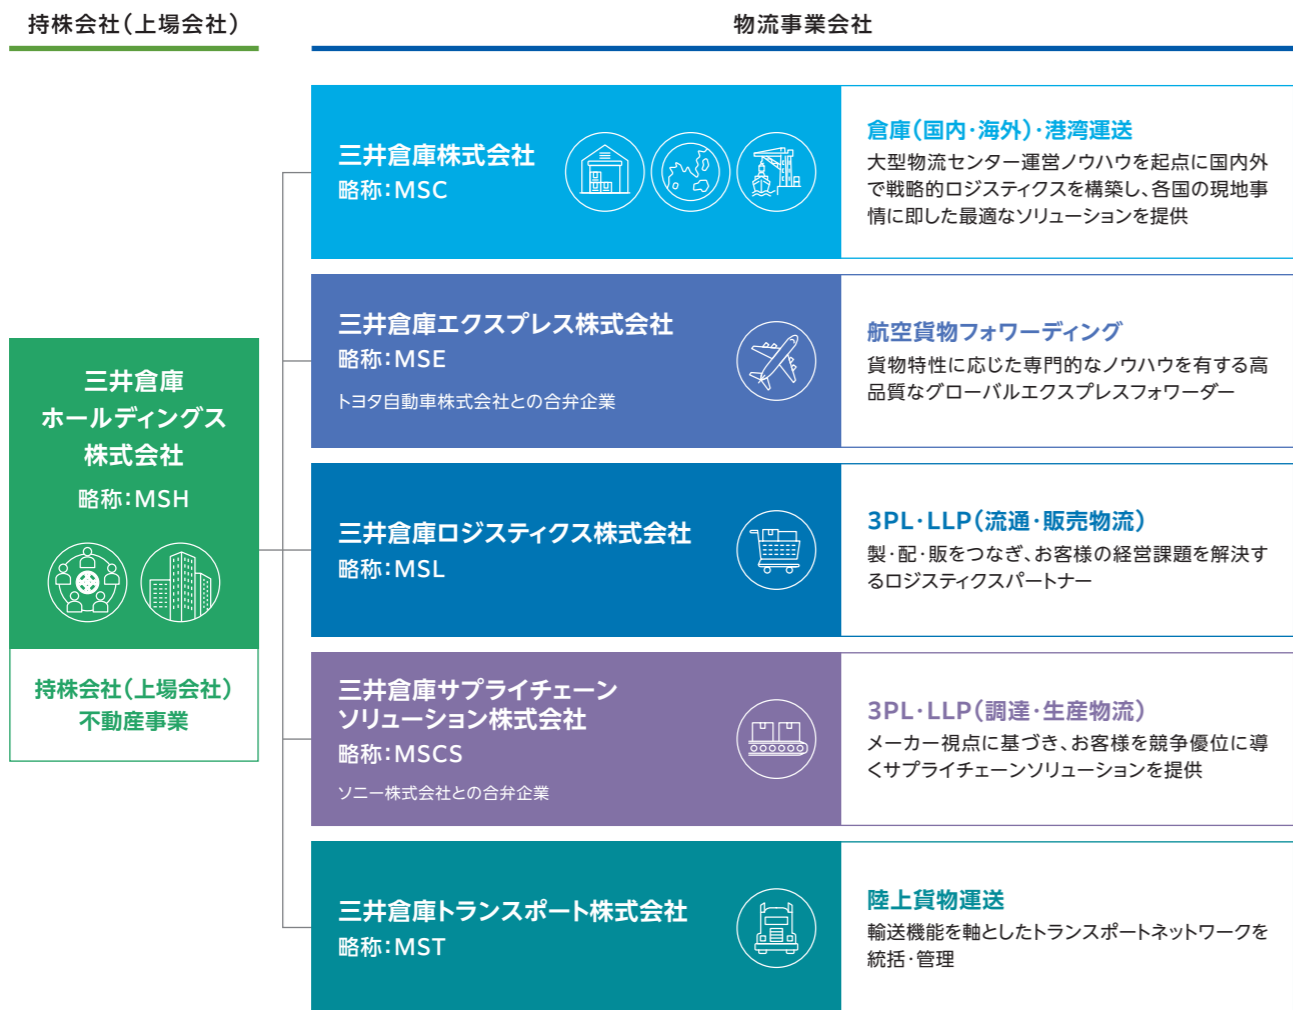 持株会社（上場会社）
物流事業会社
三井倉庫
ホールディングス
株式会社
略称：MSH
持株会社（上場会社）
不動産事業
三井倉庫株式会社
略称：MSC
倉庫（国内・海外）・港湾運送
大型物流センター運営ノウハウを起点に国内外
で戦略的ロジスティクスを構築し、各国の現地事
情に即した最適なソリューションを提供
三井倉庫エクスプレス株式会社
略称：MSE
トヨタ自動車株式会社との合弁企業
航空貨物フォワーディング
貨物特性に応じた専門的なノウハウを有する高
品質なグローバルエクスプレスフォワーダー
三井倉庫ロジスティクス株式会社
略称：MSL
3PL・LLP（流通・販売物流）
製・配・販をつなぎ、お客様の経営課題を解決す
るロジスティクスパートナー
三井倉庫サプライチェーン
ソリューション株式会社
略称：MSCS
ソニー株式会社との合弁企業
3PL・LLP（調達・生産物流）
メーカー視点に基づき、お客様を競争優位に導
くサプライチェーンソリューションを提供
三井倉庫トランスポート株式会社
略称：MST
陸上貨物運送
輸送機能を軸としたトランスポートネットワークを
統括・管理